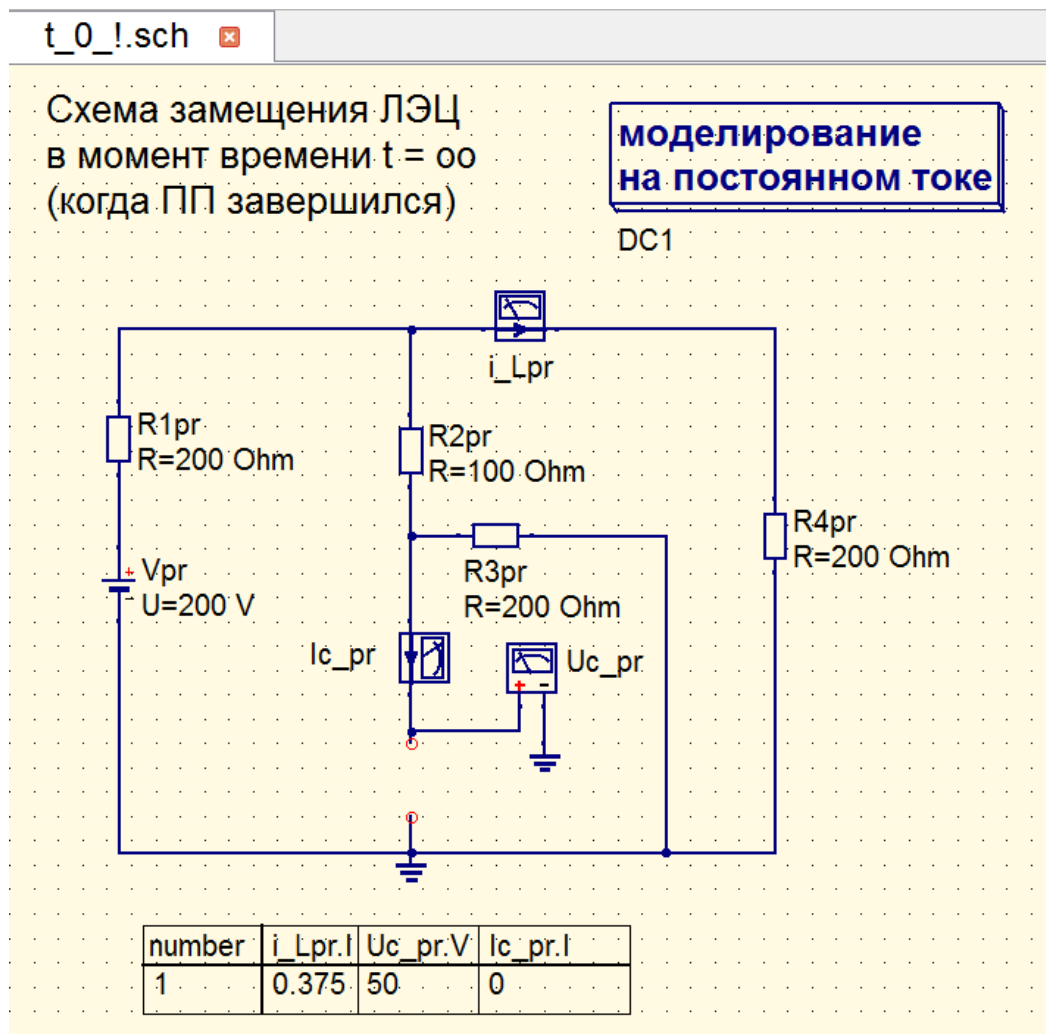 t_0_!.sch
Схема замещения ЛЭЦ
в момент времени t = oo
(когда ПП завершился)
моделирование
на постоянном токе
DC1
i_Lpr
R1pr
R=200 Ohm
R2pr
R=100 Ohm
R3pr
R=200 Ohm
R4pr
R=200 Ohm
Vpr
U=200 V
Ic_pr
Uc_pr
number i_Lpr.I Uc_pr.V Ic_pr.I
1 0.375 50 0